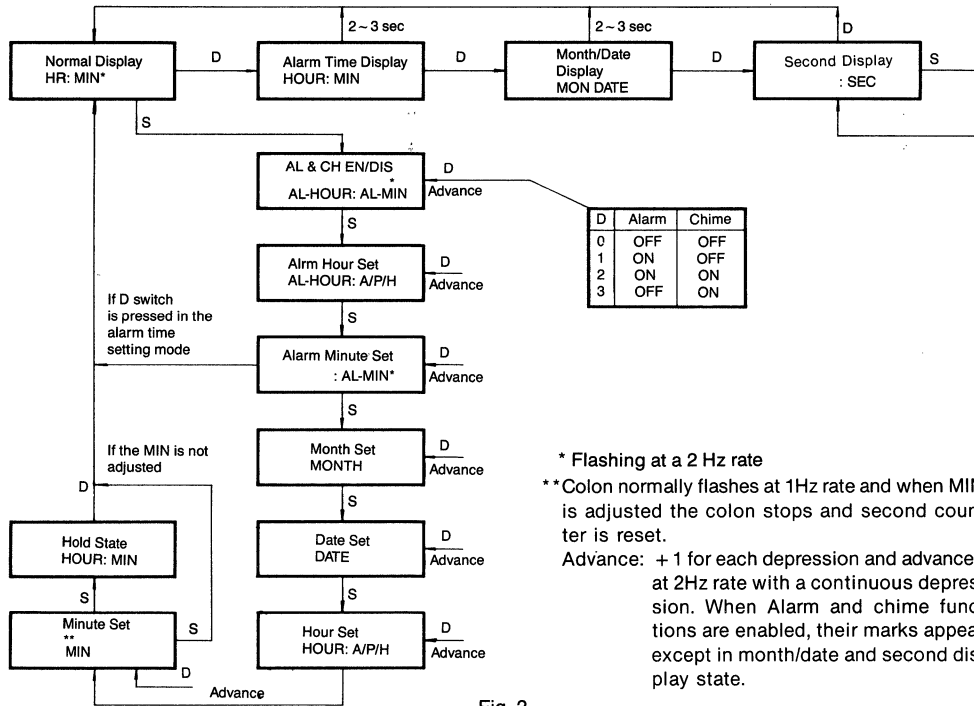 2~3 sec
2~3 sec
D
D
Normal Display
HR: MIN*
D
Alarm Time Display
HOUR: MIN
D
Month/Date
Display
MON DATE
D
Second Display
: SEC
S
S
AL & CH EN/DIS
*
AL-HOUR: AL-MIN
D
Advance
S
D Alarm Chime
0 OFF OFF
1 ON OFF
2 ON ON
3 OFF ON
Alrm Hour Set
AL-HOUR: A/P/H
D
Advance
S
If D switch
is pressed in the
alarm time
setting mode
Alarm Minute Set
: AL-MIN*
D
Advance
S
Month Set
MONTH
D
Advance
S
If the MIN is not
adjusted
D
Hold State
HOUR: MIN
S
Date Set
DATE
D
Advance
S
Minute Set
**
MIN
S
D
Advance
Hour Set
HOUR: A/P/H
D
Advance
* Flashing at a 2 Hz rate
**Colon normally flashes at 1Hz rate and when MIN
is adjusted the colon stops and second coun-
ter is reset.
Advance: + 1 for each depression and advance
at 2Hz rate with a continuous depres
sion. When Alarm and chime func
tions are enabled, their marks appea
except in month/date and second dis
play state.